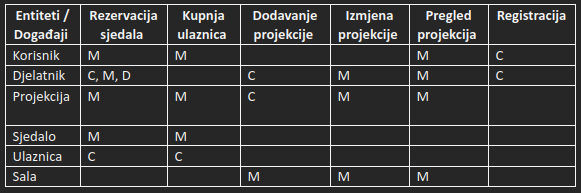 Entiteti / Događaji Rezervacija sjedala Kupnja ulaznica Dodavanje projekcije Izmjena projekcije Pregled projekcija Registracija
Korisnik M M M C
Djelatnik C, M, D C M M C
Projekcija M M C M M
Sjedalo M M
Ulaznica C C
Sala M M M